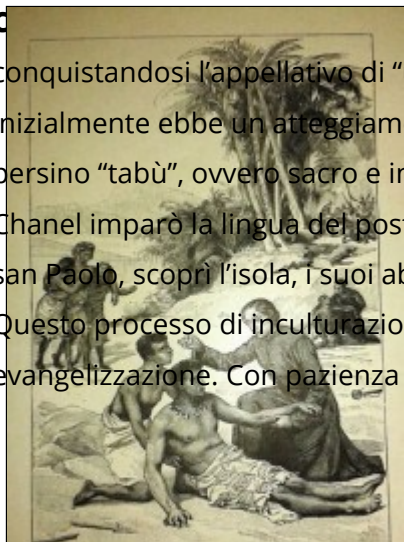 conquistandosi l’appellativo di “
nizialmente ebbe un atteggiam
persino “tabù”, ovvero sacro e in
Chanel imparò la lingua del post
san Paolo, scoprì l’isola, i suoi ab
Questo processo di inculturazio
evangelizzazione. Con pazienza